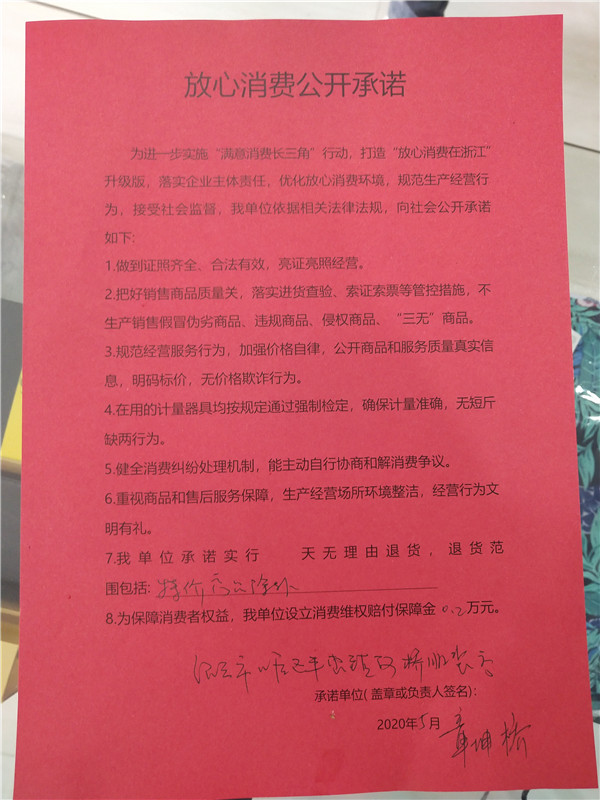 放心消费公开承诺
为进一步实施“满意消费长三角”行动，打造“放心消费在浙江”
升级版，落实企业主体责任，优化放心消费环境，规范生产经营行
为，接受社会监督，我单位依据相关法律法规，向社会公开承诺
如下：
1.做到证照齐全、合法有效，亮证亮照经营。
2.把好销售商品质量关，落实进货查验、索证索票等管控措施，不
生产销售假冒伪劣商品、违规商品、侵权商品、“三无”商品。
3.规范经营服务行为，加强价格自律，公开商品和服务质量真实信
息，明码标价，无价格欺诈行为。
4.在用的计量器具均按规定通过强制检定，确保计量准确，无短斤
缺两行为。
5.健全消费纠纷处理机制，能主动自行协商和解消费争议。
6.重视商品和售后服务保障，生产经营场所环境整洁，经营行为文
明有礼。
7.我单位承诺实行 天无理由退货，退货范
围包括：特价商品除外
8.为保障消费者权益，我单位设立消费维权赔付保障金 0.2万元。
承诺单位(盖章或负责人签名)：
2020年5月 章坤桥